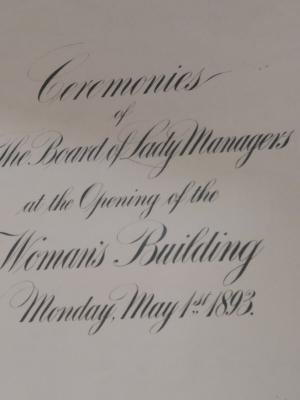 Ceremonies
of
The Board of Lady Managers
at the Opening of the
Woman's Building
Monday, May 1st 1893.